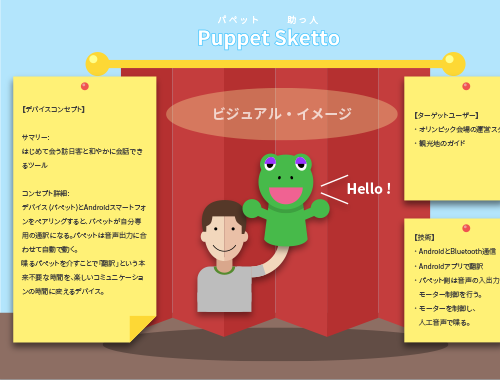 パペット 助っ人
Puppet Sketto
ビジュアル・イメージ
【デバイスコンセプト】
サマリー:
はじめて会う訪日客と和やかに会話でき
るツール
コンセプト詳細:
デバイス（パペット）とAndroidスマートフォ
ンをペアリングすると、パペットが自分専
用の通訳になる。パペットは音声出力に合
わせて自動で動く。
喋るパペットを介すことで「翻訳」という本
来不要な時間を、楽しいコミュニケーショ
ンの時間に変えるデバイス。
Hello !
【ターゲットユーザー】
・オリンピック会場の運営ス
・観光地のガイド
【技術】
・AndroidとBluetooth通信
・Androidアプリで翻訳
・パペット側は音声の入出力
モーター制御を行う。
・モーターを制御し、
人工音声で喋る。